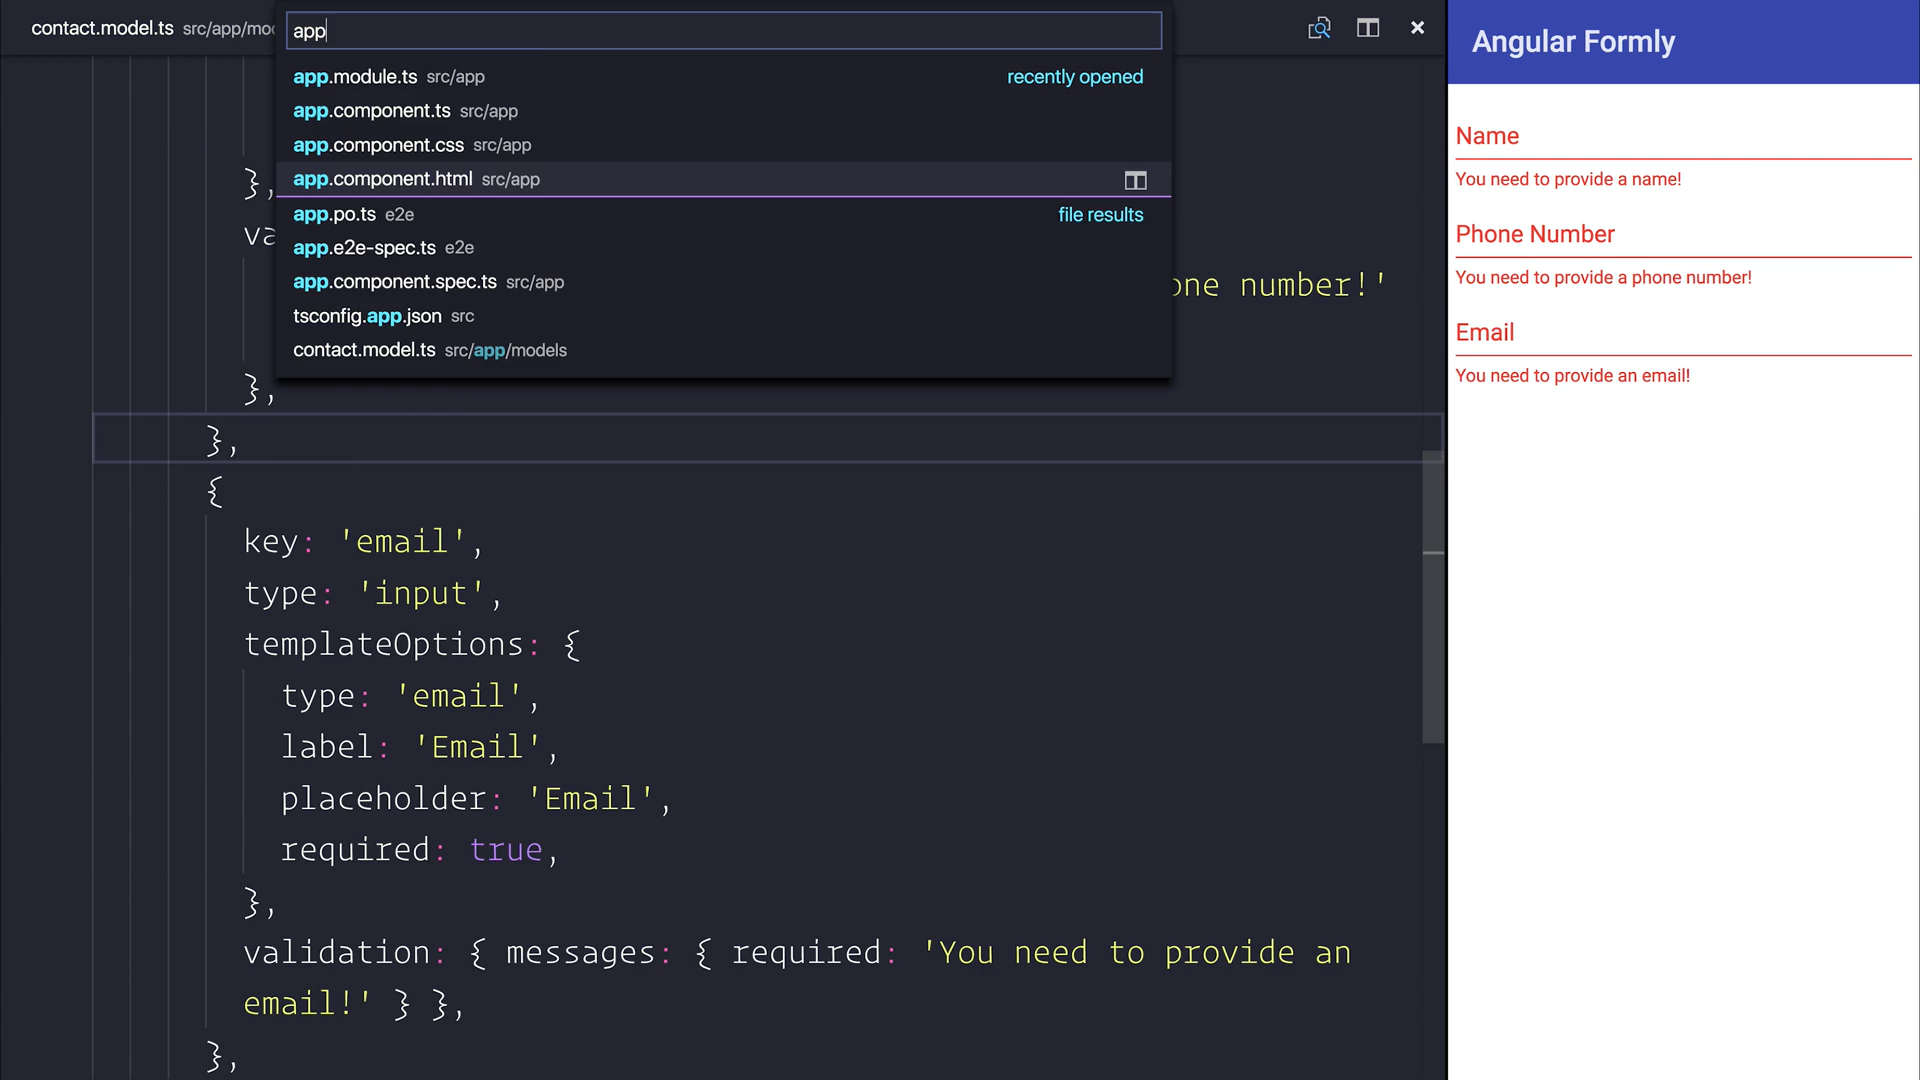 contact.model.ts src/app/mo
app
app.module.ts src/app recently opened
app.component.ts src/app
app.component.css src/app
app.component.html src/app
app.po.ts e2e file results
app.e2e-spec.ts e2e
app.component.spec.ts src/app
tsconfig.app.json src
contact.model.ts src/app/models
},
va
one number!'
},
},
{
key: 'email',
type: 'input',
templateOptions: {
type: 'email',
label: 'Email',
placeholder: 'Email',
required: true,
},
validation: { messages: { required: 'You need to provide an
email!' } },
},
Angular Formly
Name
You need to provide a name!
Phone Number
You need to provide a phone number!
Email
You need to provide an email!